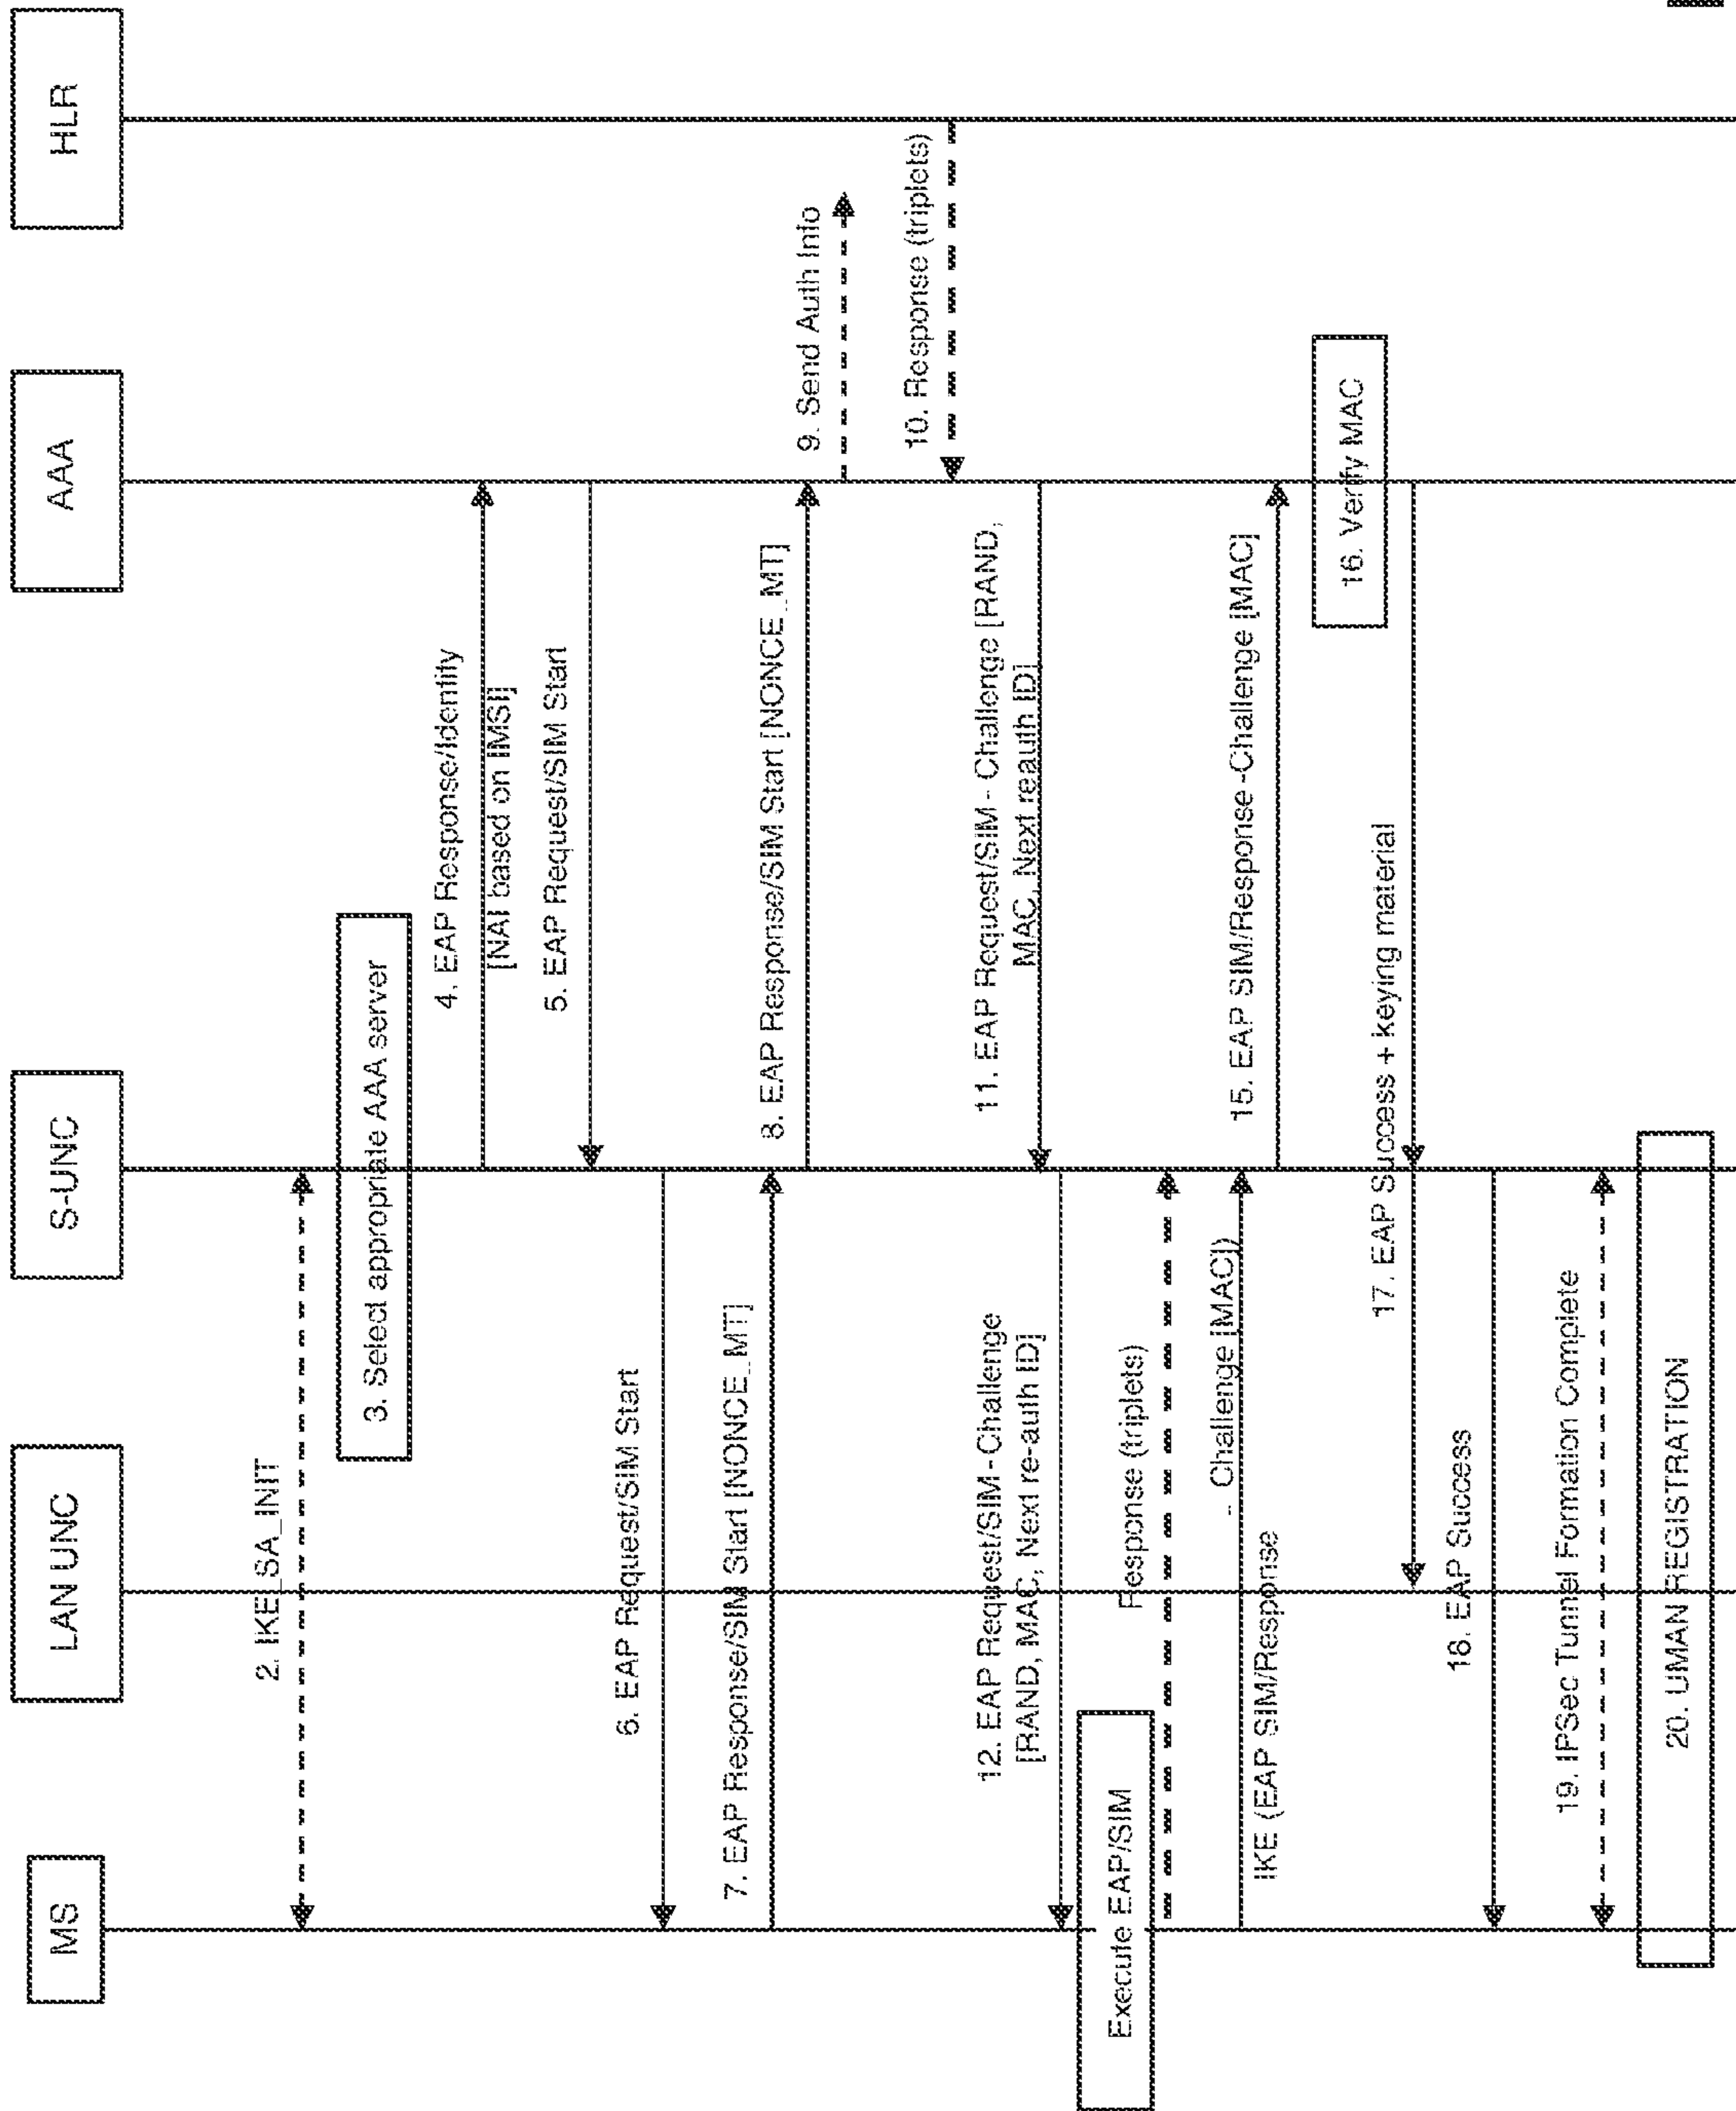 MS
LAN UNC
S-UNC
AAA
HLR
2. IKE_SA_INIT
3. Select appropriate AAA server
4. EAP Response/Identity
[NAI based on IMSI]
5. EAP Request/SIM Start
6. EAP Request/SIM Start
7. EAP Response/SIM Start [NONCE_MT]
8. EAP Response/SIM Start [NONCE_MT]
9. Send Auth Info
10. Response (triplets)
11. EAP Request/SIM - Challenge [RAND,
MAC, Next reauth ID]
12. EAP Request/SIM-Challenge
[RAND, MAC, Next re-auth ID]
Execute EAP/SIM
Response (triplets)
- Challenge [MAC])
IKE (EAP SIM/Response
15. EAP SIM/Response -Challenge [MAC]
16. Verify MAC
17. EAP Success + keying material
18. EAP Success
19. IPSec Tunnel Formation Complete
20. UMAN REGISTRATION